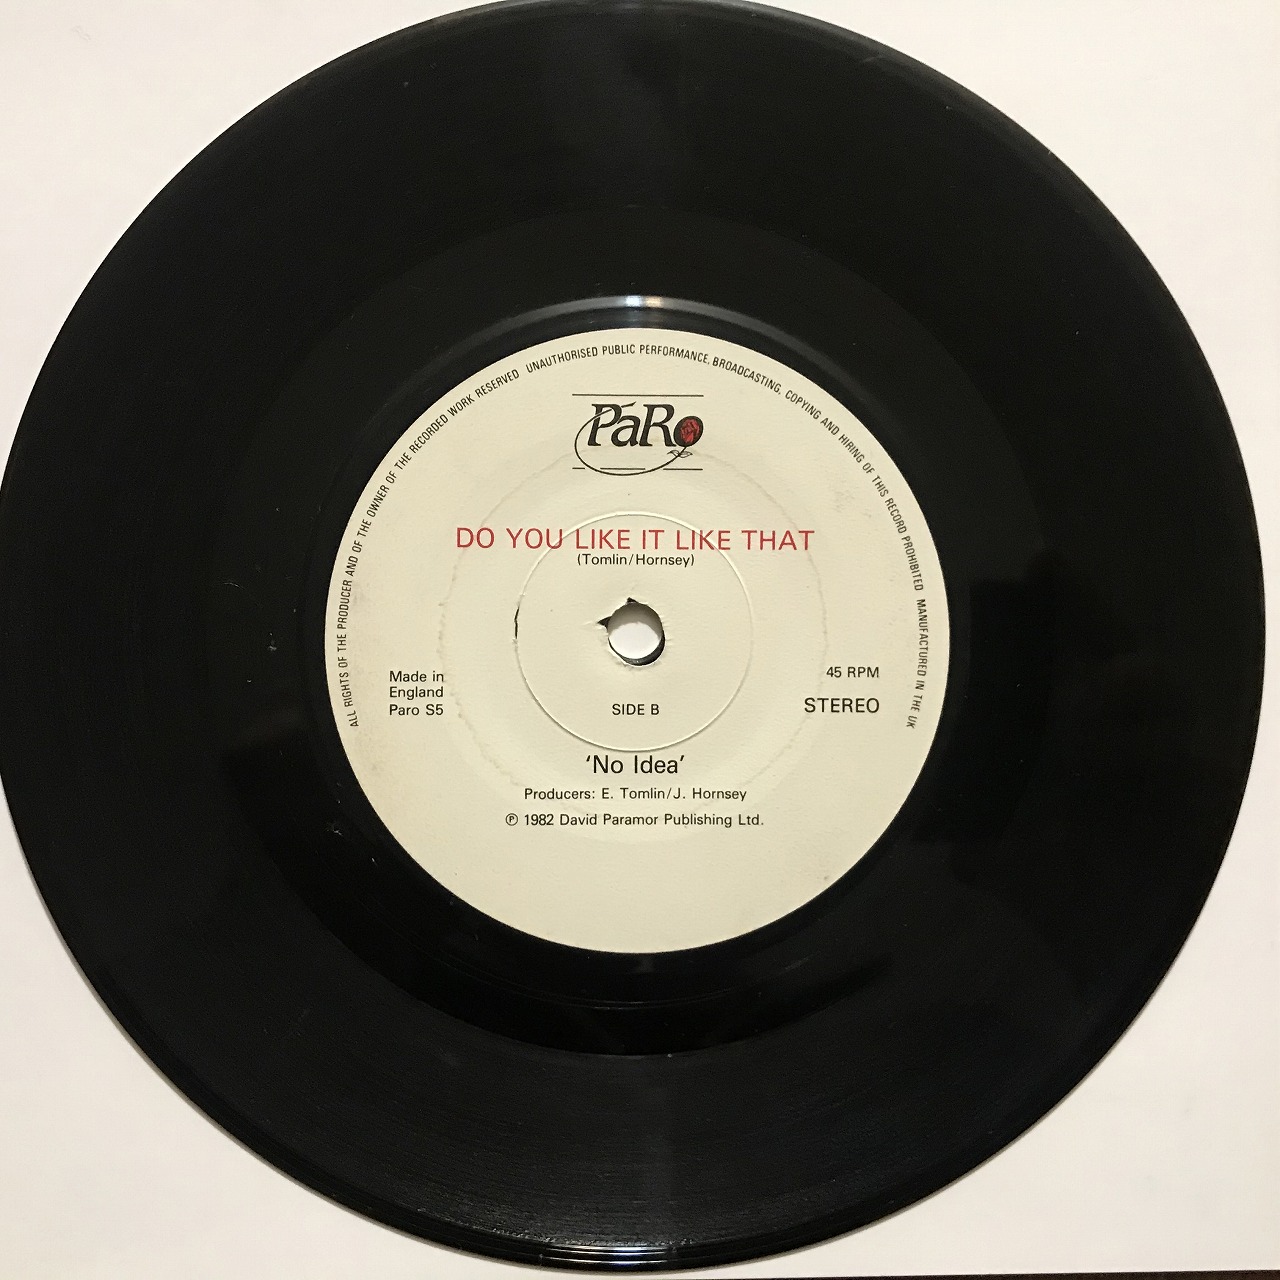 ALL RIGHTS OF THE PRODUCER AND OF THE OWNER OF THE RECORDED WORK RESERVED UNAUTHORISED PUBLIC PERFORMANCE, BROADCASTING, COPYING AND HIRING OF THIS RECORD PROHIBITED MANUFACTURED IN THE UK
PáRo
DO YOU LIKE IT LIKE THAT
(Tomlin/Hornsey)
Made in
England
Paro S5
45 RPM
STEREO
SIDE B
‘No Idea’
Producers: E. Tomlin/J. Hornsey
℗ 1982 David Paramor Publishing Ltd.